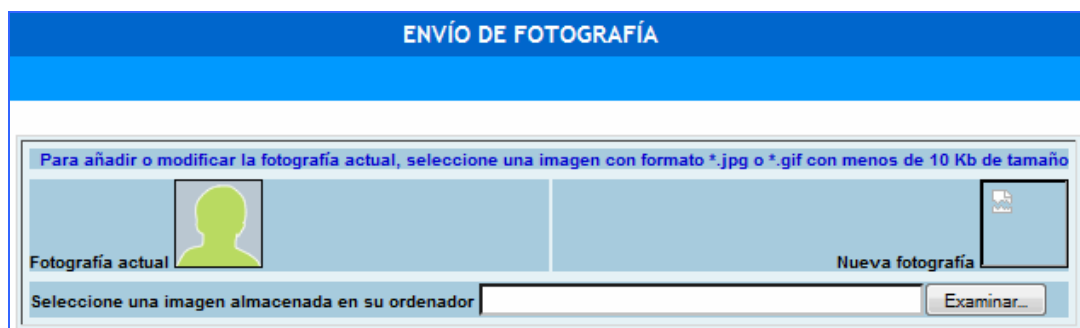 ENVÍO DE FOTOGRAFÍA
Para añadir o modificar la fotografía actual, seleccione una imagen con formato *.jpg o *.gif con menos de 10 Kb de tamaño
Fotografía actual
Nueva fotografía
Seleccione una imagen almacenada en su ordenador
Examinar...